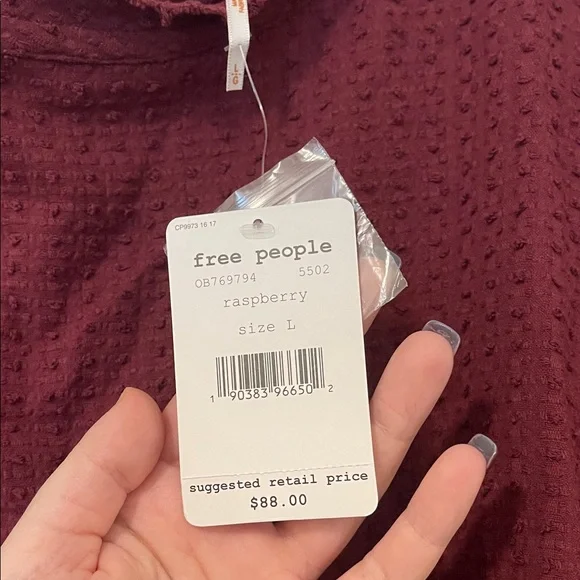 CP9973 16 17
free people
OB769794 5502
raspberry
size L
1 90383 96650 2
suggested retail price
$88.00